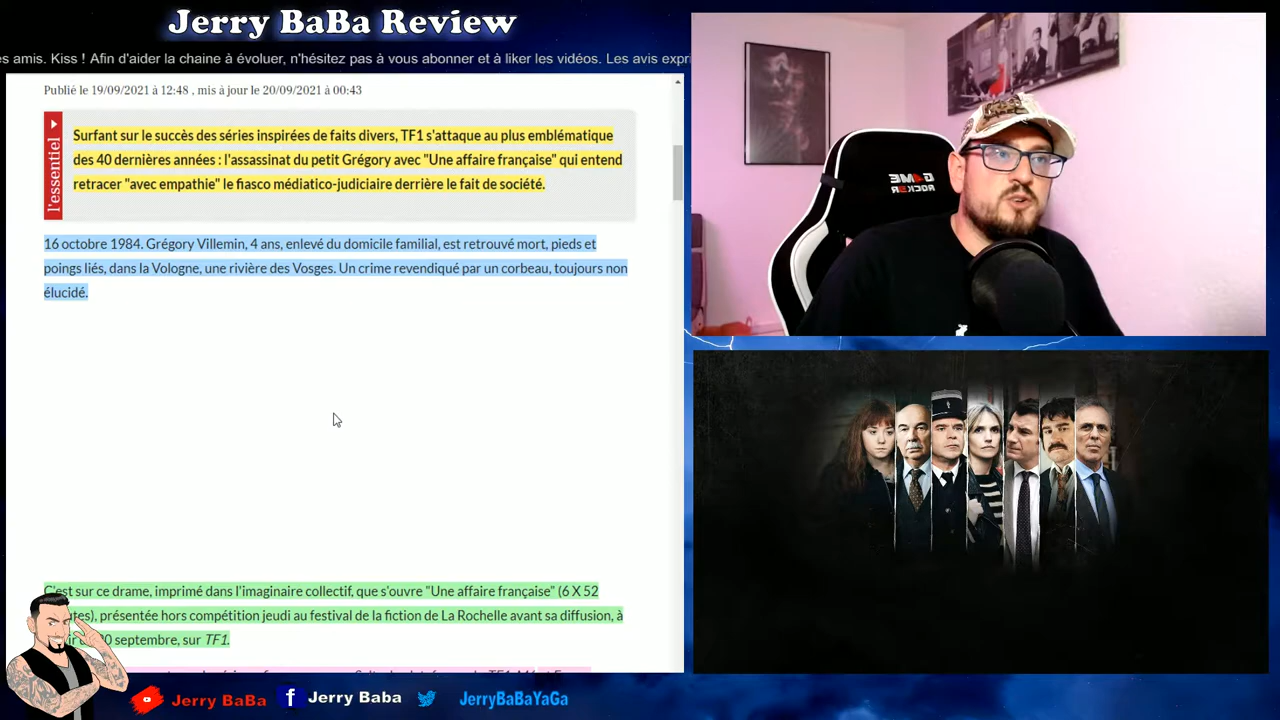 Jerry BaBa Review
es amis. Kiss ! Afin d'aider la chaine à évoluer, n'hésitez pas à vous abonner et à liker les vidéos. Les avis expri
Publié le 19/09/2021 à 12:48 , mis à jour le 20/09/2021 à 00:43
l'essentiel
Surfant sur le succès des séries inspirées de faits divers, TF1 s'attaque au plus emblématique
des 40 dernières années : l'assassinat du petit Grégory avec "Une affaire française" qui entend
retracer "avec empathie" le fiasco médiatico-judiciaire derrière le fait de société.
16 octobre 1984. Grégory Villemin, 4 ans, enlevé du domicile familial, est retrouvé mort, pieds et
poings liés, dans la Vologne, une rivière des Vosges. Un crime revendiqué par un corbeau, toujours non
élucidé.
C'est sur ce drame, imprimé dans l'imaginaire collectif, que s'ouvre "Une affaire française" (6 X 52
utes), présentée hors compétition jeudi au festival de la fiction de La Rochelle avant sa diffusion, à
septembre, sur TF1.
Jerry BaBa
Jerry Baba
JerryBaBaYaGa
G4ME
ROCK3R